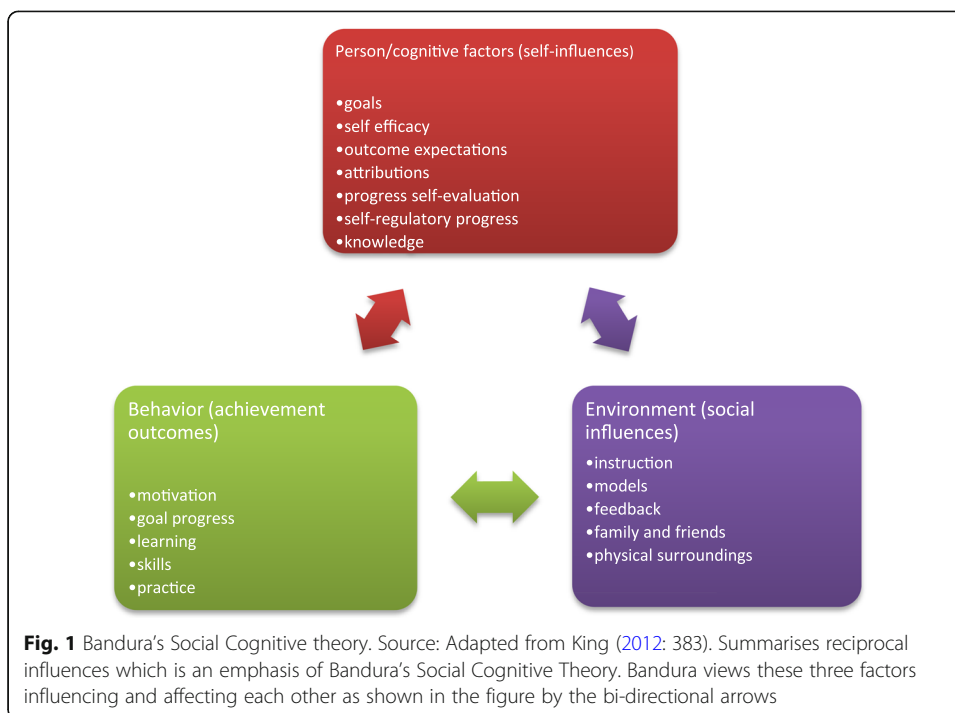 Person/cognitive factors (self-influences)
•goals
•self efficacy
•outcome expectations
•attributions
•progress self-evaluation
•self-regulatory progress
•knowledge
Behavior (achievement
outcomes)
•motivation
•goal progress
•learning
•skills
•practice
Environment (social
influences)
•instruction
•models
•feedback
•family and friends
•physical surroundings
Fig. 1 Bandura's Social Cognitive theory. Source: Adapted from King (2012: 383). Summarises reciprocal
influences which is an emphasis of Bandura's Social Cognitive Theory. Bandura views these three factors
influencing and affecting each other as shown in the figure by the bi-directional arrows